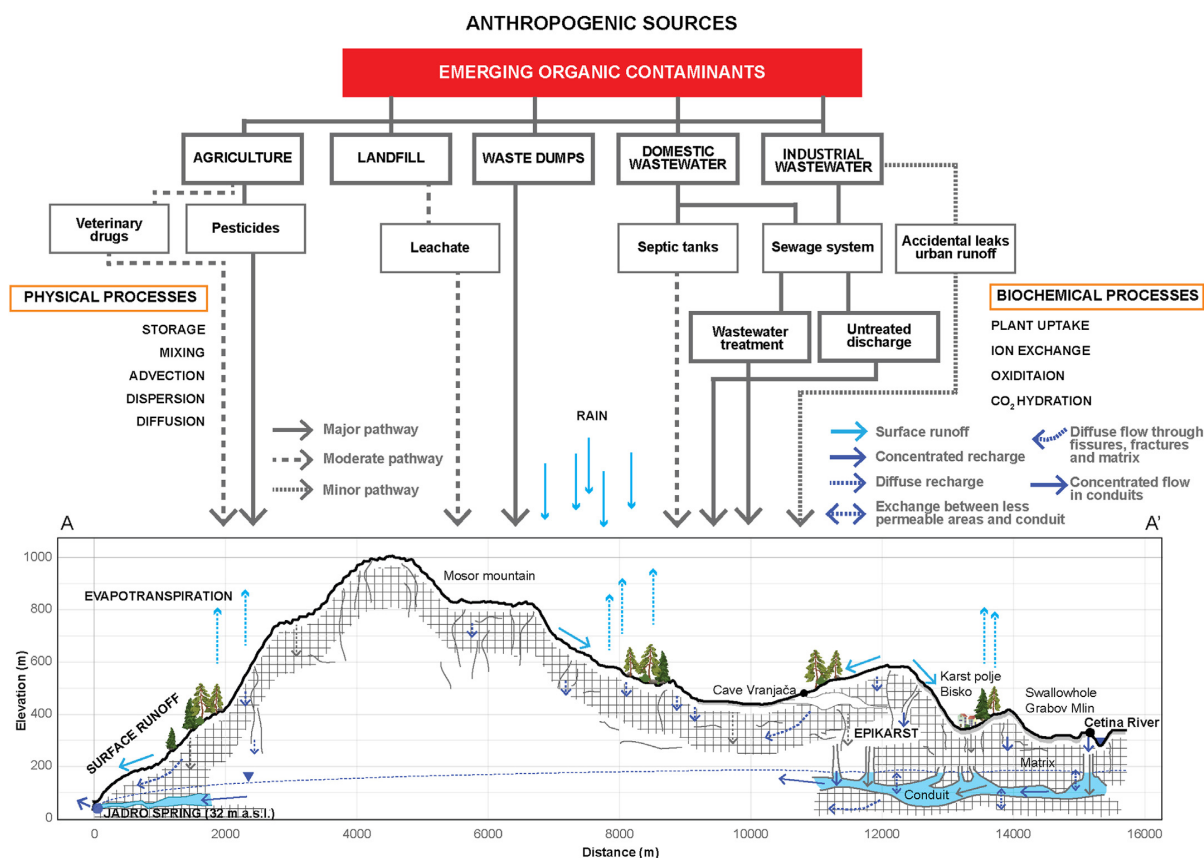 ANTHROPOGENIC SOURCES
EMERGING ORGANIC CONTAMINANTS
AGRICULTURE
LANDFILL
WASTE DUMPS
DOMESTIC
WASTEWATER
INDUSTRIAL
WASTEWATER
Veterinary
drugs
Pesticides
Leachate
Septic tanks
Sewage system
Accidental leaks
urban runoff
PHYSICAL PROCESSES
STORAGE
MIXING
ADVECTION
DISPERSION
DIFFUSION
BIOCHEMICAL PROCESSES
PLANT UPTAKE
ION EXCHANGE
OXIDITAION
CO₂ HYDRATION
Wastewater
treatment
Untreated
discharge
Major pathway
Moderate pathway
Minor pathway
RAIN
Surface runoff
Concentrated recharge
Diffuse recharge
Exchange between less
permeable areas and conduit
Diffuse flow through
fissures, fractures
and matrix
Concentrated flow
in conduits
A
A'
Elevation (m)
1000
800
600
400
200
0
EVAPOTRANSPIRATION
Mosor mountain
SURFACE RUNOFF
Cave Vranjača
Karst polje
Bisko
Swallowhole
Grabov Mlin
Cetina River
EPIKARST
Matrix
Conduit
JADRO SPRING (32 m a.s.l.)
0
2000
4000
6000
8000
10000
12000
14000
16000
Distance (m)